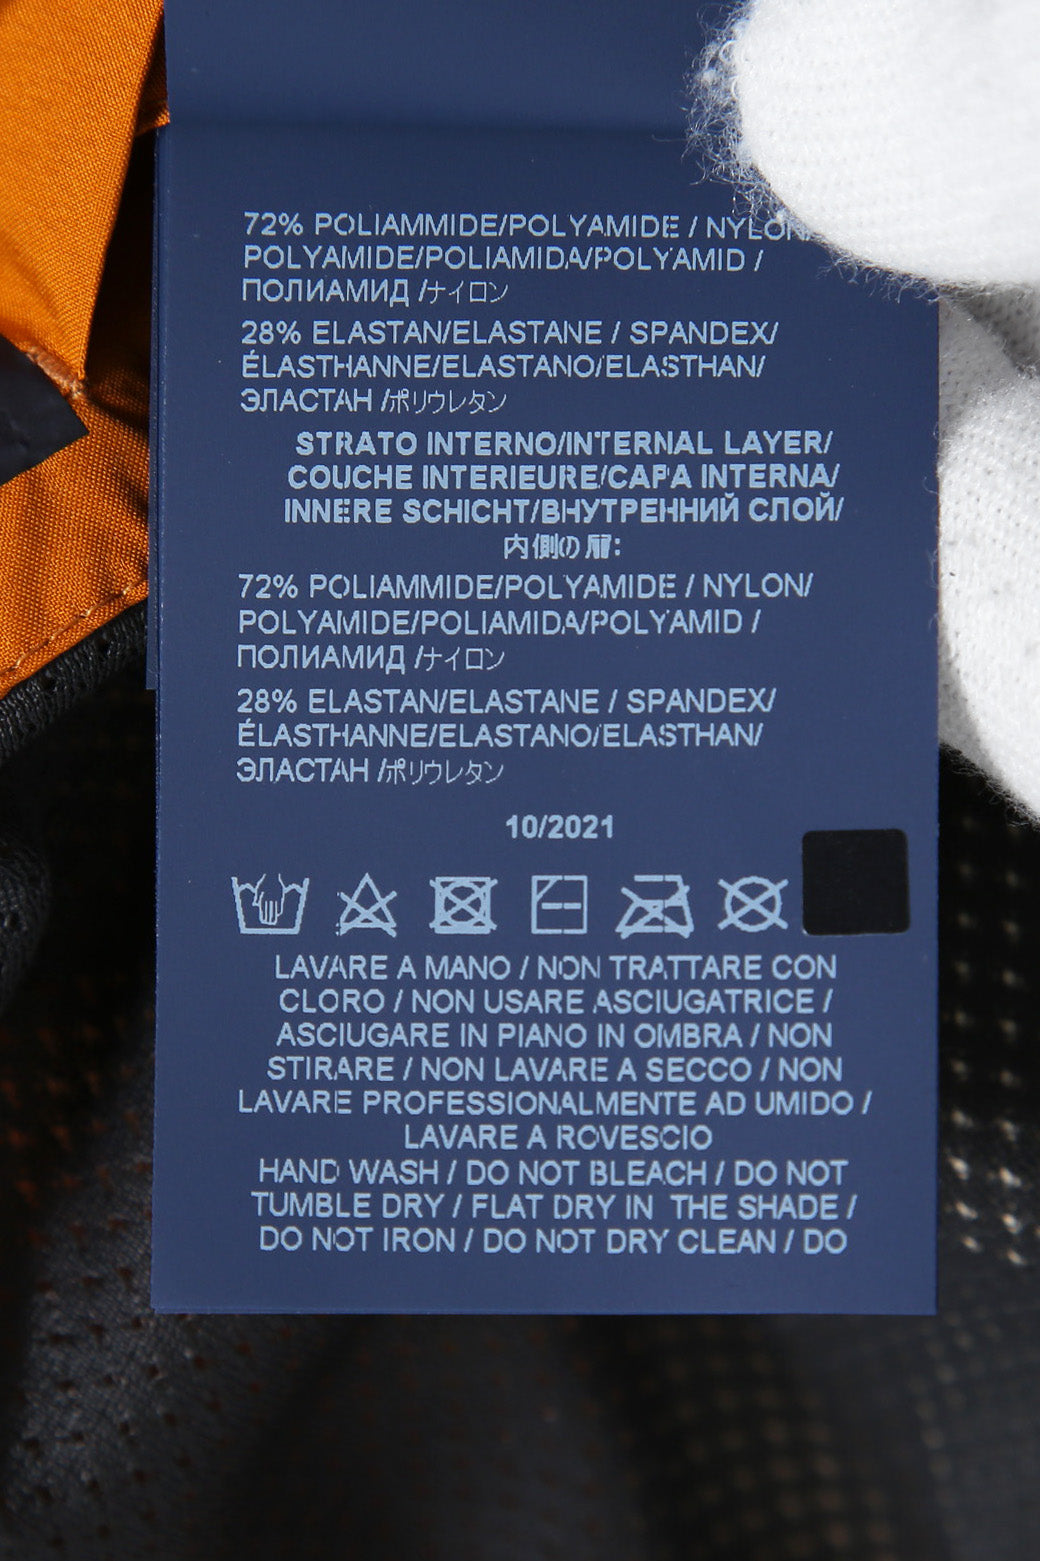 72% POLIAMMIDE/POLYAMIDE / NYLON
POLYAMIDE/POLIAMIDA/POLYAMID /
ПОЛИАМИД /ナイロン
28% ELASTAN/ELASTANE / SPANDEX/
ÉLASTHANNE/ELASTANO/ELASTHAN/
ЭЛАСТАН /ポリウレタン
STRATO INTERNO/INTERNAL LAYER/
COUCHE INTERIEURE/CAPA INTERNA/
INNERE SCHICHT/ВНУТРЕННИЙ СЛОЙ/
内側の層:
72% POLIAMMIDE/POLYAMIDE / NYLON/
POLYAMIDE/POLIAMIDA/POLYAMID /
ПОЛИАМИД /ナイロン
28% ELASTAN/ELASTANE / SPANDEX/
ÉLASTHANNE/ELASTANO/ELASTHAN/
ЭЛАСТАН /ポリウレタン
10/2021
LAVARE A MANO / NON TRATTARE CON
CLORO / NON USARE ASCIUGATRICE /
ASCIUGARE IN PIANO IN OMBRA / NON
STIRARE / NON LAVARE A SECCO / NON
LAVARE PROFESSIONALMENTE AD UMIDO /
LAVARE A ROVESCIO
HAND WASH / DO NOT BLEACH / DO NOT
TUMBLE DRY / FLAT DRY IN THE SHADE /
DO NOT IRON / DO NOT DRY CLEAN / DO